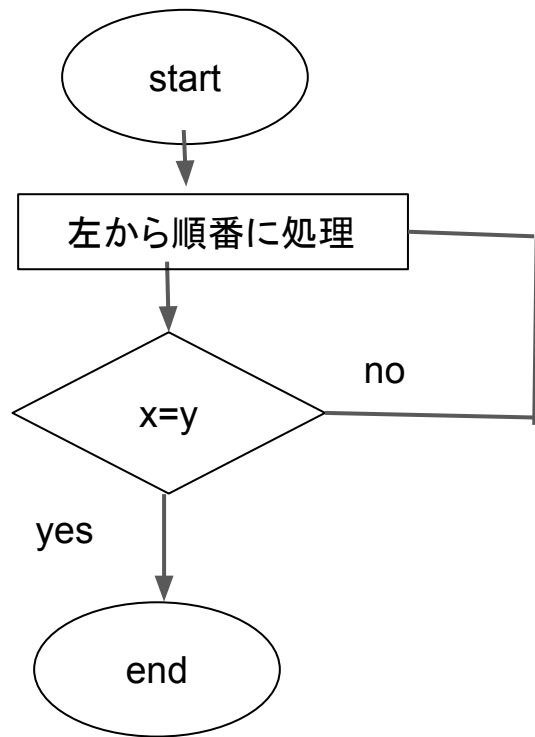 start
左から順番に処理
x=y
no
yes
end